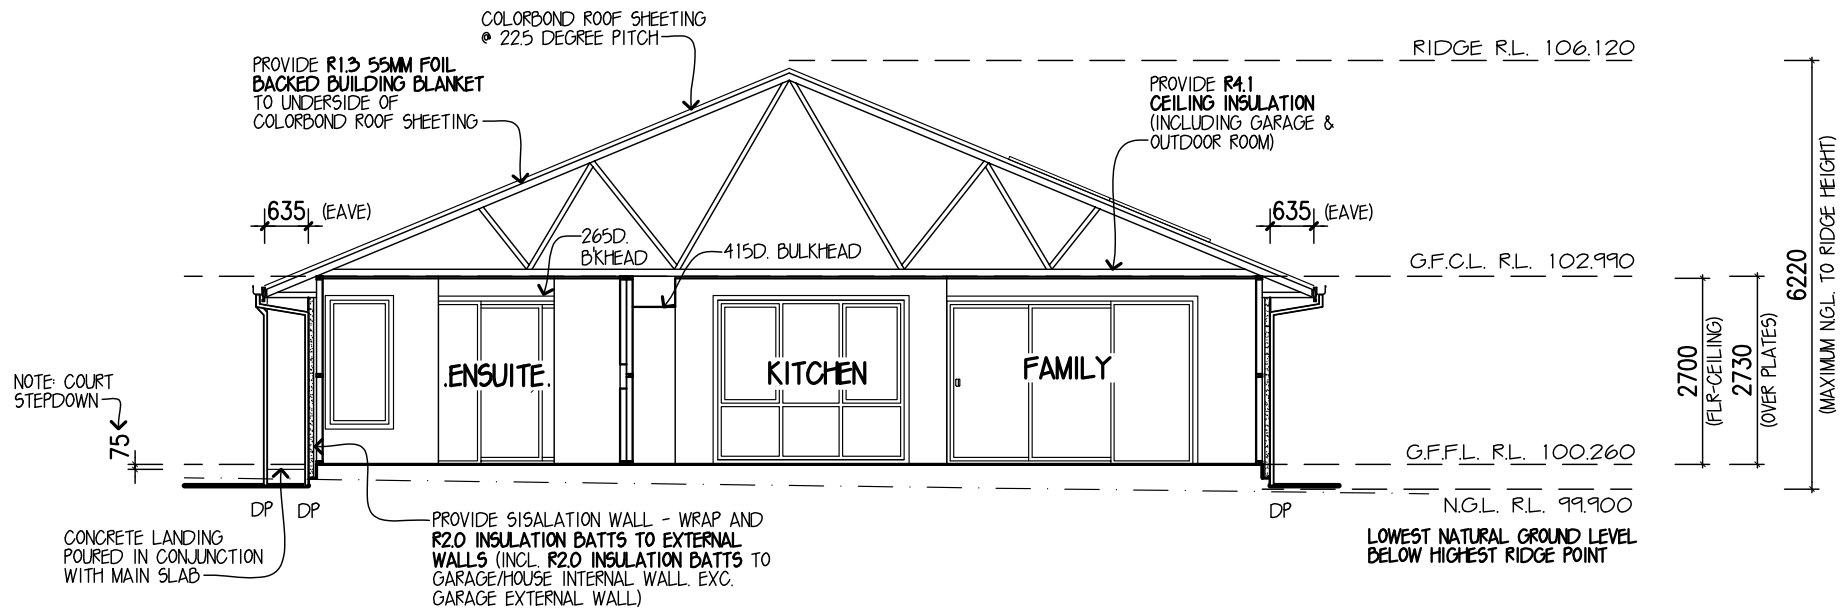 COLORBOND ROOF SHEETING
@ 22.5 DEGREE PITCH
PROVIDE R1.3 55MM FOIL
BACKED BUILDING BLANKET
TO UNDERSIDE OF
COLORBOND ROOF SHEETING
RIDGE R.L. 106.120
PROVIDE R4.1
CEILING INSULATION
(INCLUDING GARAGE &
OUTDOOR ROOM)
635 (EAVE)
635 (EAVE)
265D.
B'KHEAD
415D. BULKHEAD
G.F.C.L. R.L. 102.990
6220
(MAXIMUM N.G.L. TO RIDGE HEIGHT)
.ENSUITE.
KITCHEN
FAMILY
2700
(FLR-CEILING)
2730
(OVER PLATES)
NOTE: COURT
STEPDOWN
75
G.F.F.L. R.L. 100.260
N.G.L. R.L. 99.900
LOWEST NATURAL GROUND LEVEL
BELOW HIGHEST RIDGE POINT
DP
DP
DP
CONCRETE LANDING
POURED IN CONJUNCTION
WITH MAIN SLAB
PROVIDE SISALATION WALL - WRAP AND
R2.0 INSULATION BATTS TO EXTERNAL
WALLS (INCL. R2.0 INSULATION BATTS TO
GARAGE/HOUSE INTERNAL WALL. EXC.
GARAGE EXTERNAL WALL)